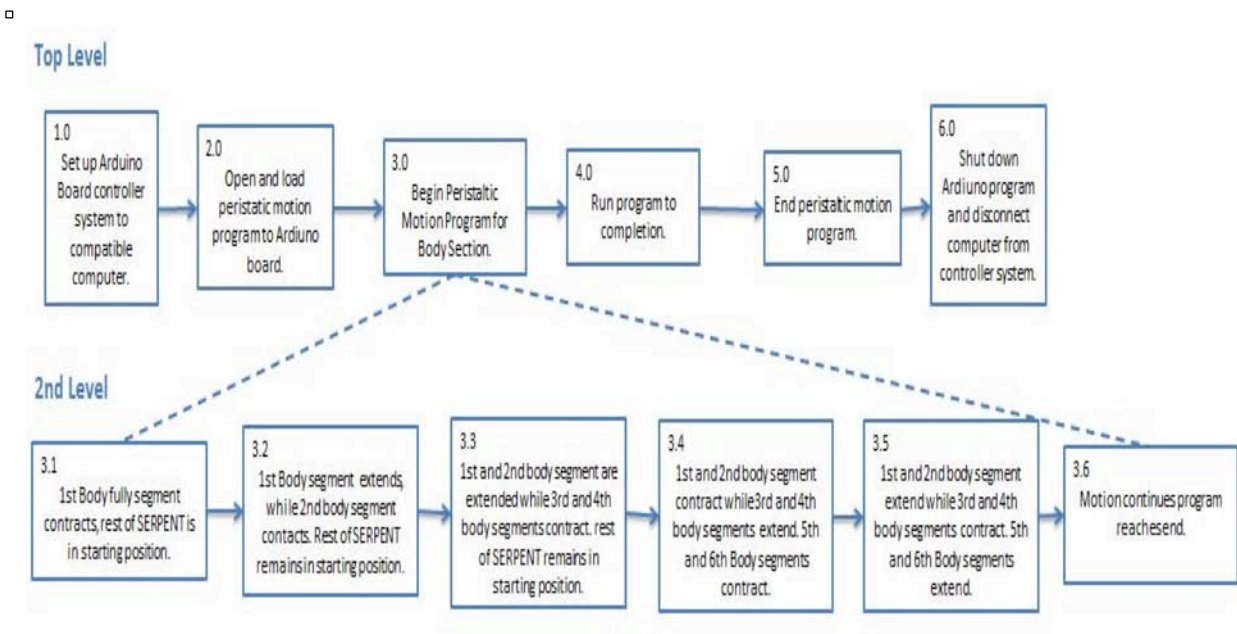 Top Level
1.0
Set up Arduino
Board controller
system to
compatible
computer.
2.0
Open and load
peristatic motion
program to Ardiuno
board.
3.0
Begin Peristaltic
Motion Program for
Body Section.
4.0
Run program to
completion.
5.0
End peristaltic motion
program.
6.0
Shut down
Ardiuno program
and disconnect
computer from
controller system.
2nd Level
3.1
1st Body fully segment
contracts, rest of SERPENT is
in starting position.
3.2
1st Body segment extends,
while 2nd body segment
contacts. Rest of SERPENT
remains in starting position.
3.3
1st and 2nd body segment are
extended while 3rd and 4th
body segments contract. rest
of SERPENT remains in
starting position.
3.4
1st and 2nd body segment
contract while 3rd and 4th
body segments extend. 5th
and 6th Body segments
contract.
3.5
1st and 2nd body segment
extend while 3rd and 4th
body segments contract. 5th
and 6th Body segments
extend.
3.6
Motion continues program
reaches end.